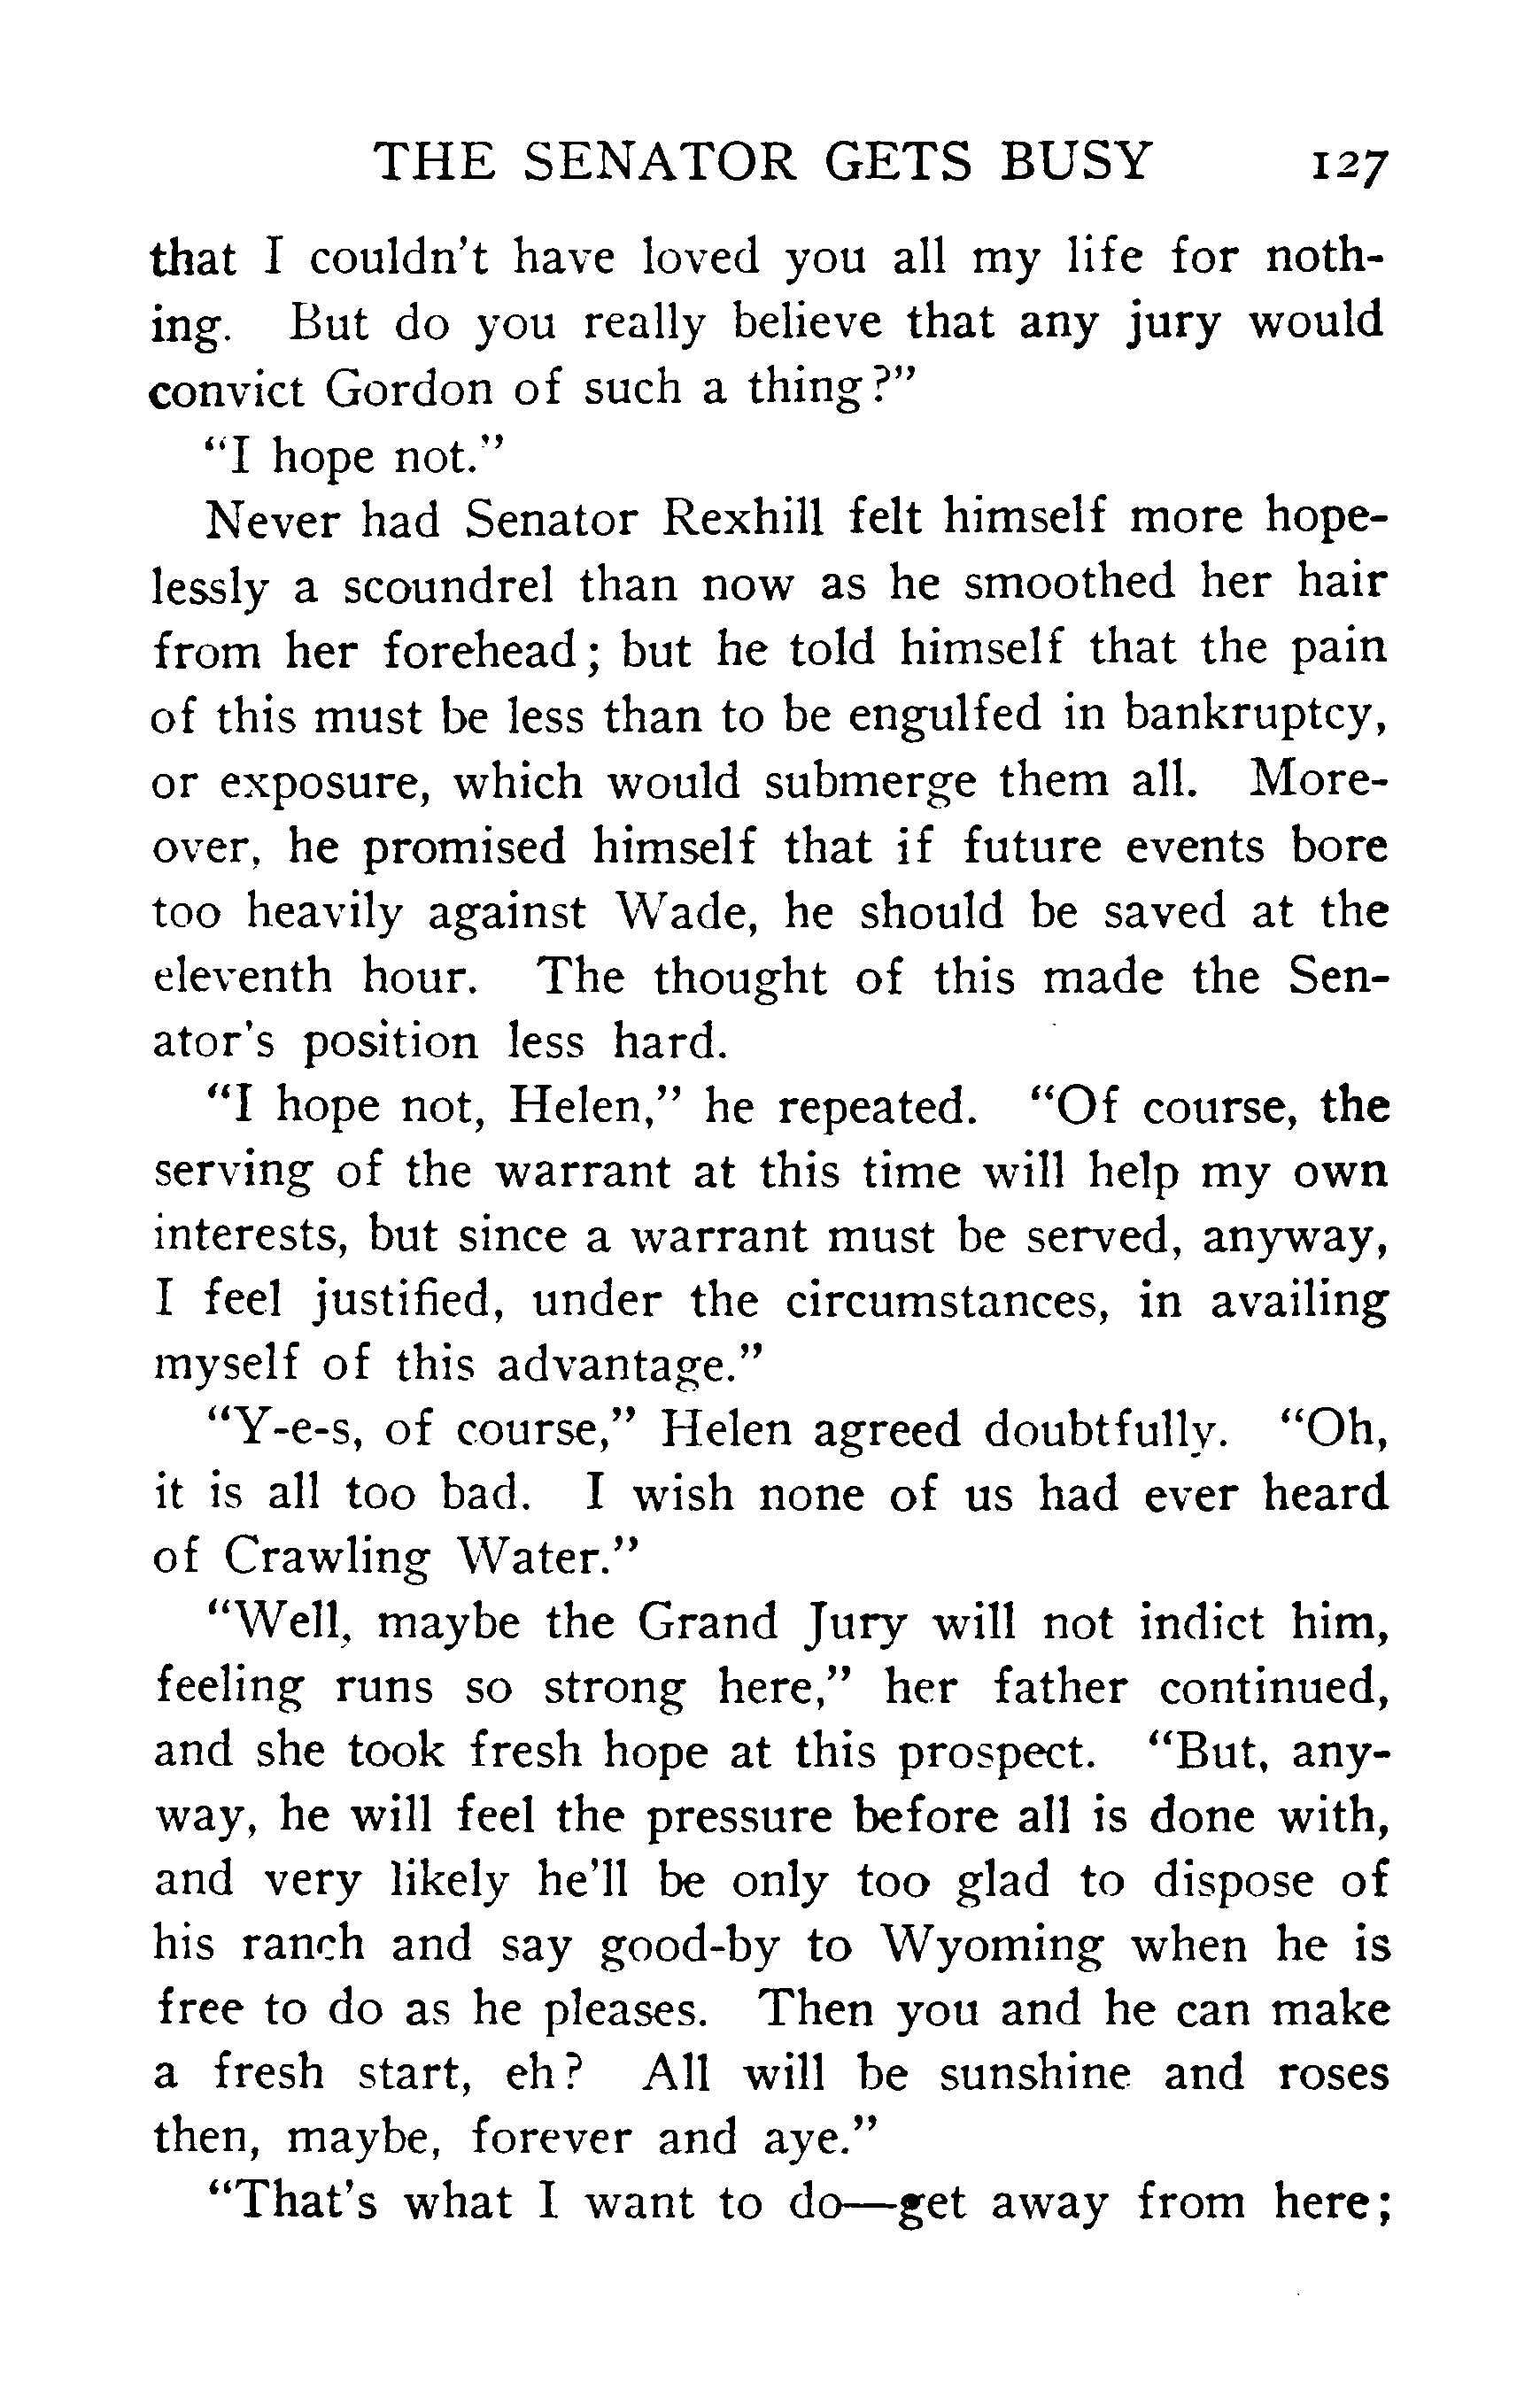 THE SENATOR GETS BUSY 127
that I couldn't have loved you all my life for noth-
ing. But do you really believe that any jury would
convict Gordon of such a thing?"
"I hope not."
Never had Senator Rexhill felt himself more hope-
lessly a scoundrel than now as he smoothed her hair
from her forehead; but he told himself that the pain
of this must be less than to be engulfed in bankruptcy,
or exposure, which would submerge them all. More-
over, he promised himself that if future events bore
too heavily against Wade, he should be saved at the
eleventh hour. The thought of this made the Sen-
ator's position less hard.
"I hope not, Helen," he repeated. "Of course, the
serving of the warrant at this time will help my own
interests, but since a warrant must be served, anyway,
I feel justified, under the circumstances, in availing
myself of this advantage."
"Y-e-s, of course," Helen agreed doubtfully. "Oh,
it is all too bad. I wish none of us had ever heard
of Crawling Water."
"Well, maybe the Grand Jury will not indict him,
feeling runs so strong here," her father continued,
and she took fresh hope at this prospect. "But, any-
way, he will feel the pressure before all is done with,
and very likely he'll be only too glad to dispose of
his ranch and say good-by to Wyoming when he is
free to do as he pleases. Then you and he can make
a fresh start, eh? All will be sunshine and roses
then, maybe, forever and aye."
"That's what I want to do—get away from here;